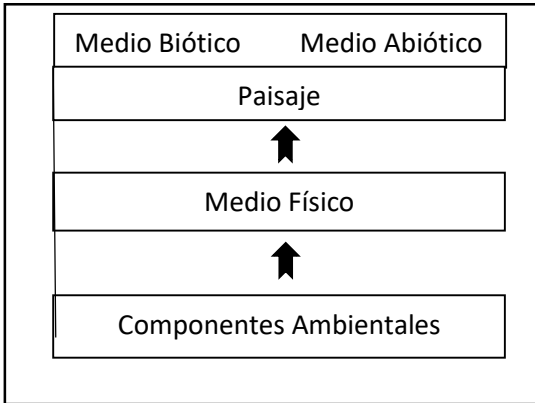 Medio Biótico Medio Abiótico
Paisaje
Medio Físico
Componentes Ambientales